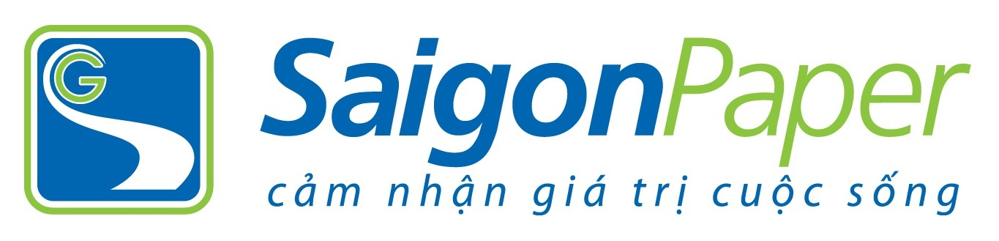 G
SaigonPaper
cảm nhận giá trị cuộc sống